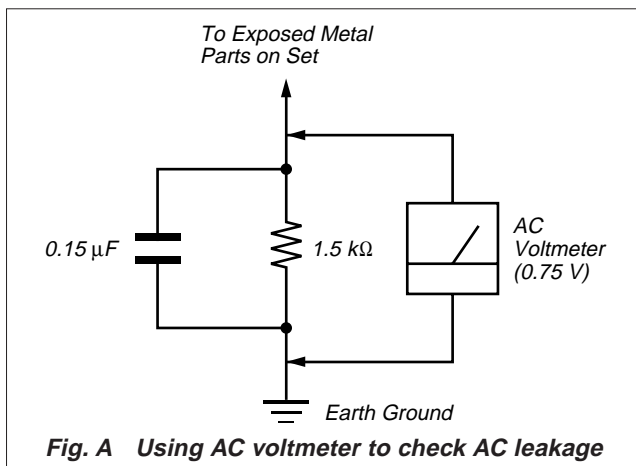 To Exposed Metal
Parts on Set
0.15 µF
1.5 kΩ
AC
Voltmeter
(0.75 V)
Earth Ground
Fig. A Using AC voltmeter to check AC leakage